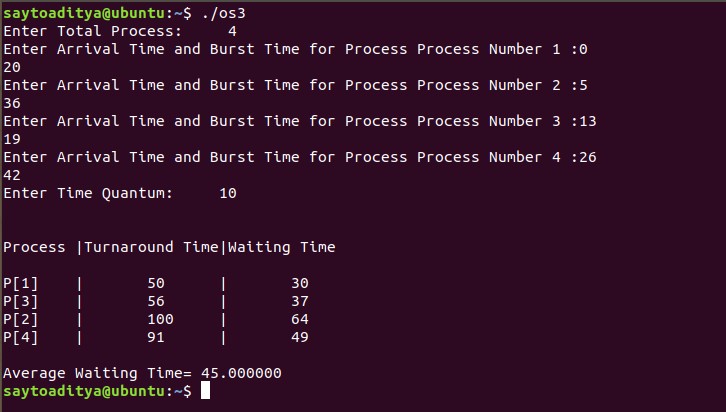 saytoaditya@ubuntu:~$ ./os3
Enter Total Process:     4
Enter Arrival Time and Burst Time for Process Process Number 1 :0
20
Enter Arrival Time and Burst Time for Process Process Number 2 :5
36
Enter Arrival Time and Burst Time for Process Process Number 3 :13
19
Enter Arrival Time and Burst Time for Process Process Number 4 :26
42
Enter Time Quantum:     10
Process |Turnaround Time|Waiting Time
P[1]    |       50      |       30
P[3]    |       56      |       37
P[2]    |       100     |       64
P[4]    |       91      |       49
Average Waiting Time= 45.000000
saytoaditya@ubuntu:~$